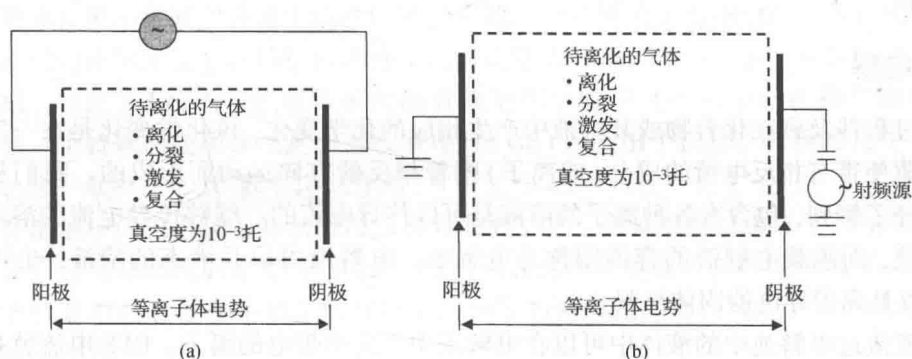 待离化的气体
・离化
・分裂
・激发
・复合
真空度为10⁻³托
阳极
阴极
等离子体电势
(a)
待离化的气体
・离化
・分裂
・激发
・复合
真空度为10⁻³托
~射频源
阳极
阴极
等离子体电势
(b)